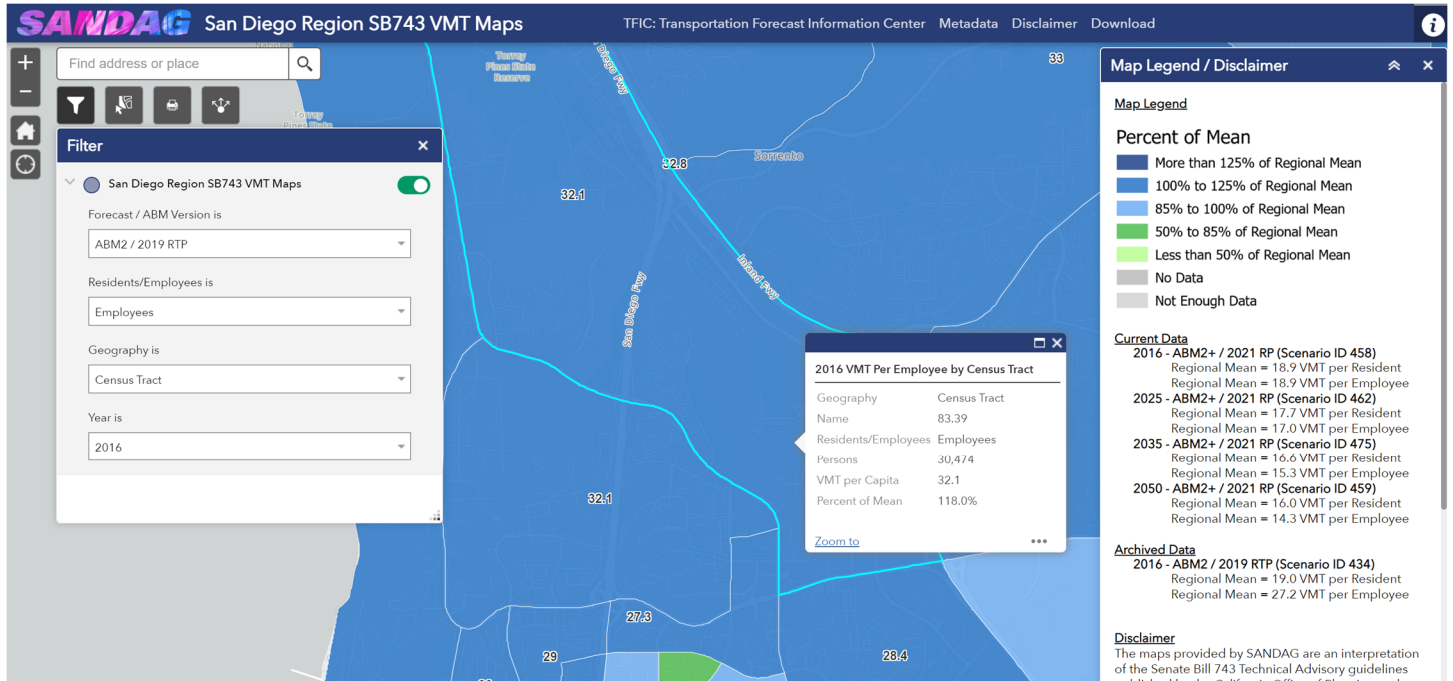 SANDAG San Diego Region SB743 VMT Maps
TFIC: Transportation Forecast Information Center Metadata Disclaimer Download
Find address or place
Filter
San Diego Region SB743 VMT Maps
Forecast / ABM Version is
ABM2 / 2019 RTP
Residents/Employees is
Employees
Geography is
Census Tract
Year is
2016
National
Torrey
Pines State
Reserve
Torrey
Pines State
Diego Fwy
33
32.8
Sorrento
32.1
Inland Fwy
San Diego Fwy
32.1
27.3
29
28.4
2016 VMT Per Employee by Census Tract
Geography Census Tract
Name 83.39
Residents/Employees Employees
Persons 30,474
VMT per Capita 32.1
Percent of Mean 118.0%
Zoom to
Map Legend / Disclaimer
Map Legend
Percent of Mean
More than 125% of Regional Mean
100% to 125% of Regional Mean
85% to 100% of Regional Mean
50% to 85% of Regional Mean
Less than 50% of Regional Mean
No Data
Not Enough Data
Current Data
2016 - ABM2+ / 2021 RP (Scenario ID 458)
Regional Mean = 18.9 VMT per Resident
Regional Mean = 18.9 VMT per Employee
2025 - ABM2+ / 2021 RP (Scenario ID 462)
Regional Mean = 17.7 VMT per Resident
Regional Mean = 17.0 VMT per Employee
2035 - ABM2+ / 2021 RP (Scenario ID 475)
Regional Mean = 16.6 VMT per Resident
Regional Mean = 15.3 VMT per Employee
2050 - ABM2+ / 2021 RP (Scenario ID 459)
Regional Mean = 16.0 VMT per Resident
Regional Mean = 14.3 VMT per Employee
Archived Data
2016 - ABM2 / 2019 RTP (Scenario ID 434)
Regional Mean = 19.0 VMT per Resident
Regional Mean = 27.2 VMT per Employee
Disclaimer
The maps provided by SANDAG are an interpretation
of the Senate Bill 743 Technical Advisory guidelines